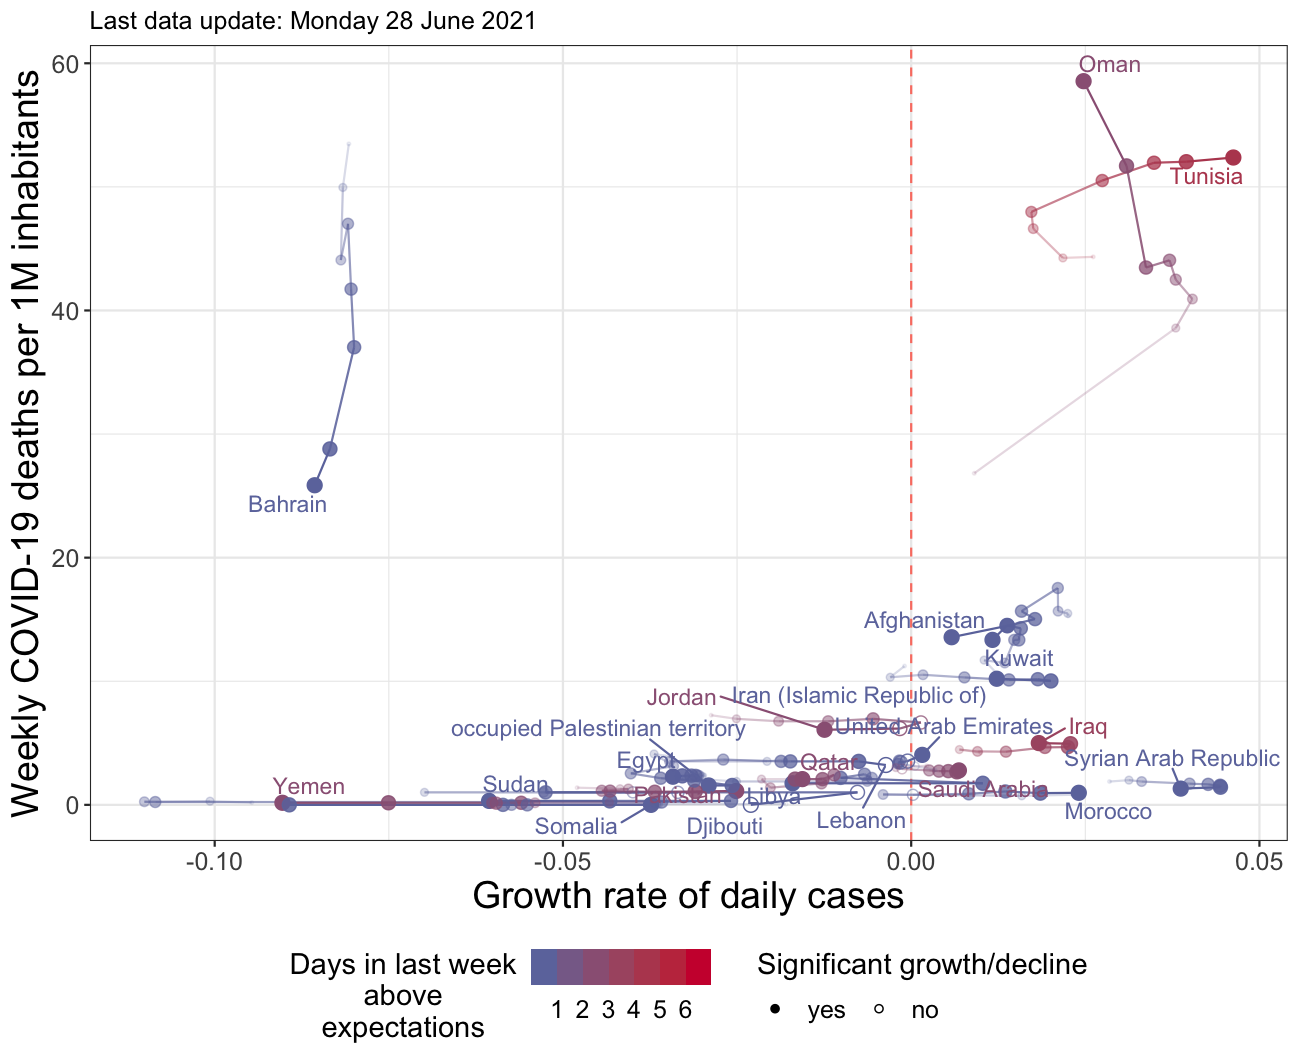 Last data update: Monday 28 June 2021
Weekly COVID-19 deaths per 1M inhabitants
60
40
20
0
Oman
Tunisia
Bahrain
Afghanistan
Kuwait
Jordan
Iran (Islamic Republic of)
occupied Palestinian territory
United Arab Emirates
Iraq
Egypt
Qatar
Syrian Arab Republic
Yemen
Sudan
Pakistan
Libya
Saudi Arabia
Somalia
Djibouti
Lebanon
Morocco
-0.10
-0.05
0.00
0.05
Growth rate of daily cases
Days in last week
above
expectations
1 2 3 4 5 6
Significant growth/decline
yes
no